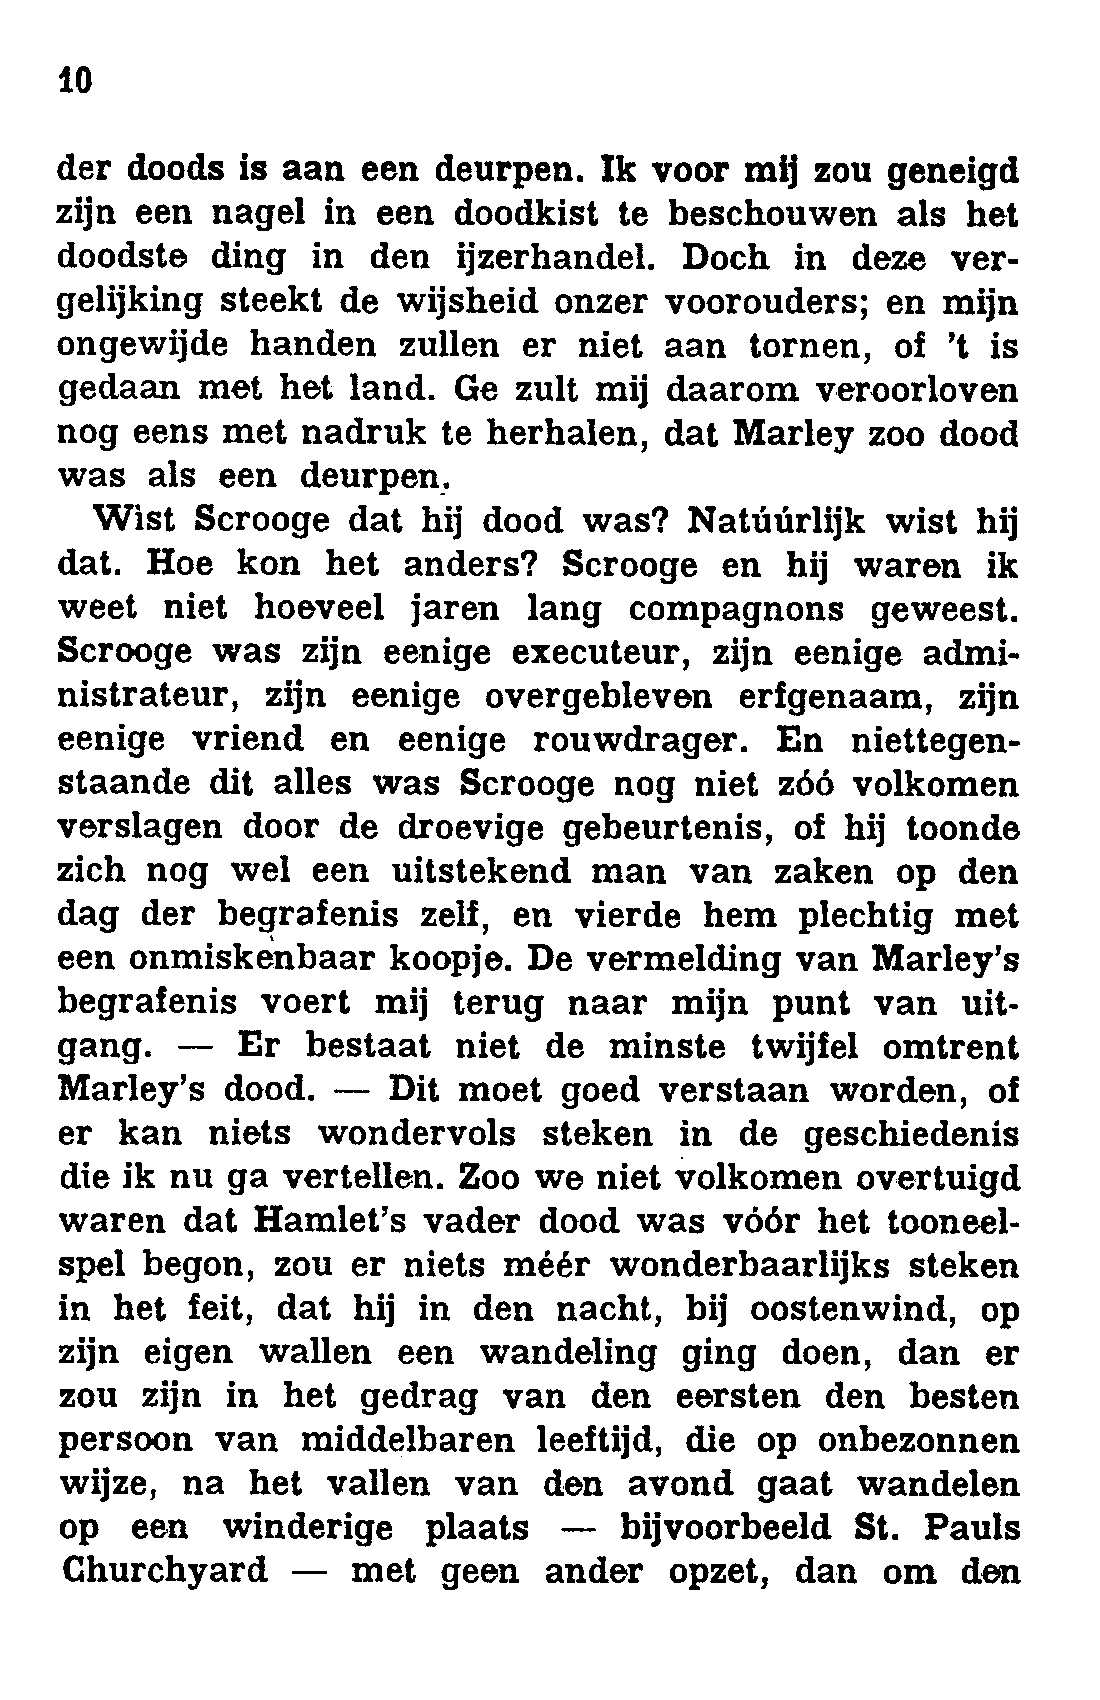 10
der doods is aan een deurpen. Ik voor mij zou geneigd
zijn een nagel in een doodkist te beschouwen als het
doodste ding in den ijzerhandel. Doch in deze ver-
gelijking steekt de wijsheid onzer voorouders; en mijn
ongewijde handen zullen er niet aan tornen, of 't is
gedaan met het land. Ge zult mij daarom veroorloven
nog eens met nadruk te herhalen, dat Marley zoo dood
was als een deurpen.
Wist Scrooge dat hij dood was? Natúúrlijk wist hij
dat. Hoe kon het anders? Scrooge en hij waren ik
weet niet hoeveel jaren lang compagnons geweest.
Scrooge was zijn eenige executeur, zijn eenige admi-
nistrateur, zijn eenige overgebleven erfgenaam, zijn
eenige vriend en eenige rouwdrager. En niettegen-
staande dit alles was Scrooge nog niet zóó volkomen
verslagen door de droevige gebeurtenis, of hij toonde
zich nog wel een uitstekend man van zaken op den
dag der begrafenis zelf, en vierde hem plechtig met
een onmiskenbaar koopje. De vermelding van Marley's
begrafenis voert mij terug naar mijn punt van uit-
gang. — Er bestaat niet de minste twijfel omtrent
Marley's dood. — Dit moet goed verstaan worden, of
er kan niets wondervols steken in de geschiedenis
die ik nu ga vertellen. Zoo we niet volkomen overtuigd
waren dat Hamlet's vader dood was vóór het tooneel-
spel begon, zou er niets méér wonderbaarlijks steken
in het feit, dat hij in den nacht, bij oostenwind, op
zijn eigen wallen een wandeling ging doen, dan er
zou zijn in het gedrag van den eersten den besten
persoon van middelbaren leeftijd, die op onbezonnen
wijze, na het vallen van den avond gaat wandelen
op een winderige plaats — bijvoorbeeld St. Pauls
Churchyard — met geen ander opzet, dan om den